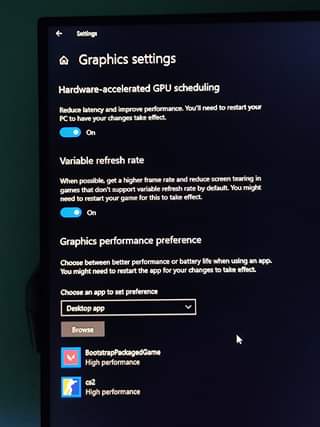 Settings
Graphics settings
Hardware-accelerated GPU scheduling
Reduce latency and improve performance. You'll need to restart your
PC to have your changes take effect.
On
Variable refresh rate
When possible, get a higher frame rate and reduce screen tearing in
games that don't support variable refresh rate by default. You might
need to restart your game for this to take effect.
On
Graphics performance preference
Choose between better performance or battery life when using an app.
You might need to restart the app for your changes to take effect.
Choose an app to set preference
Desktop app
Browse
BootstrapPackagedGame
High performance
cs2
High performance